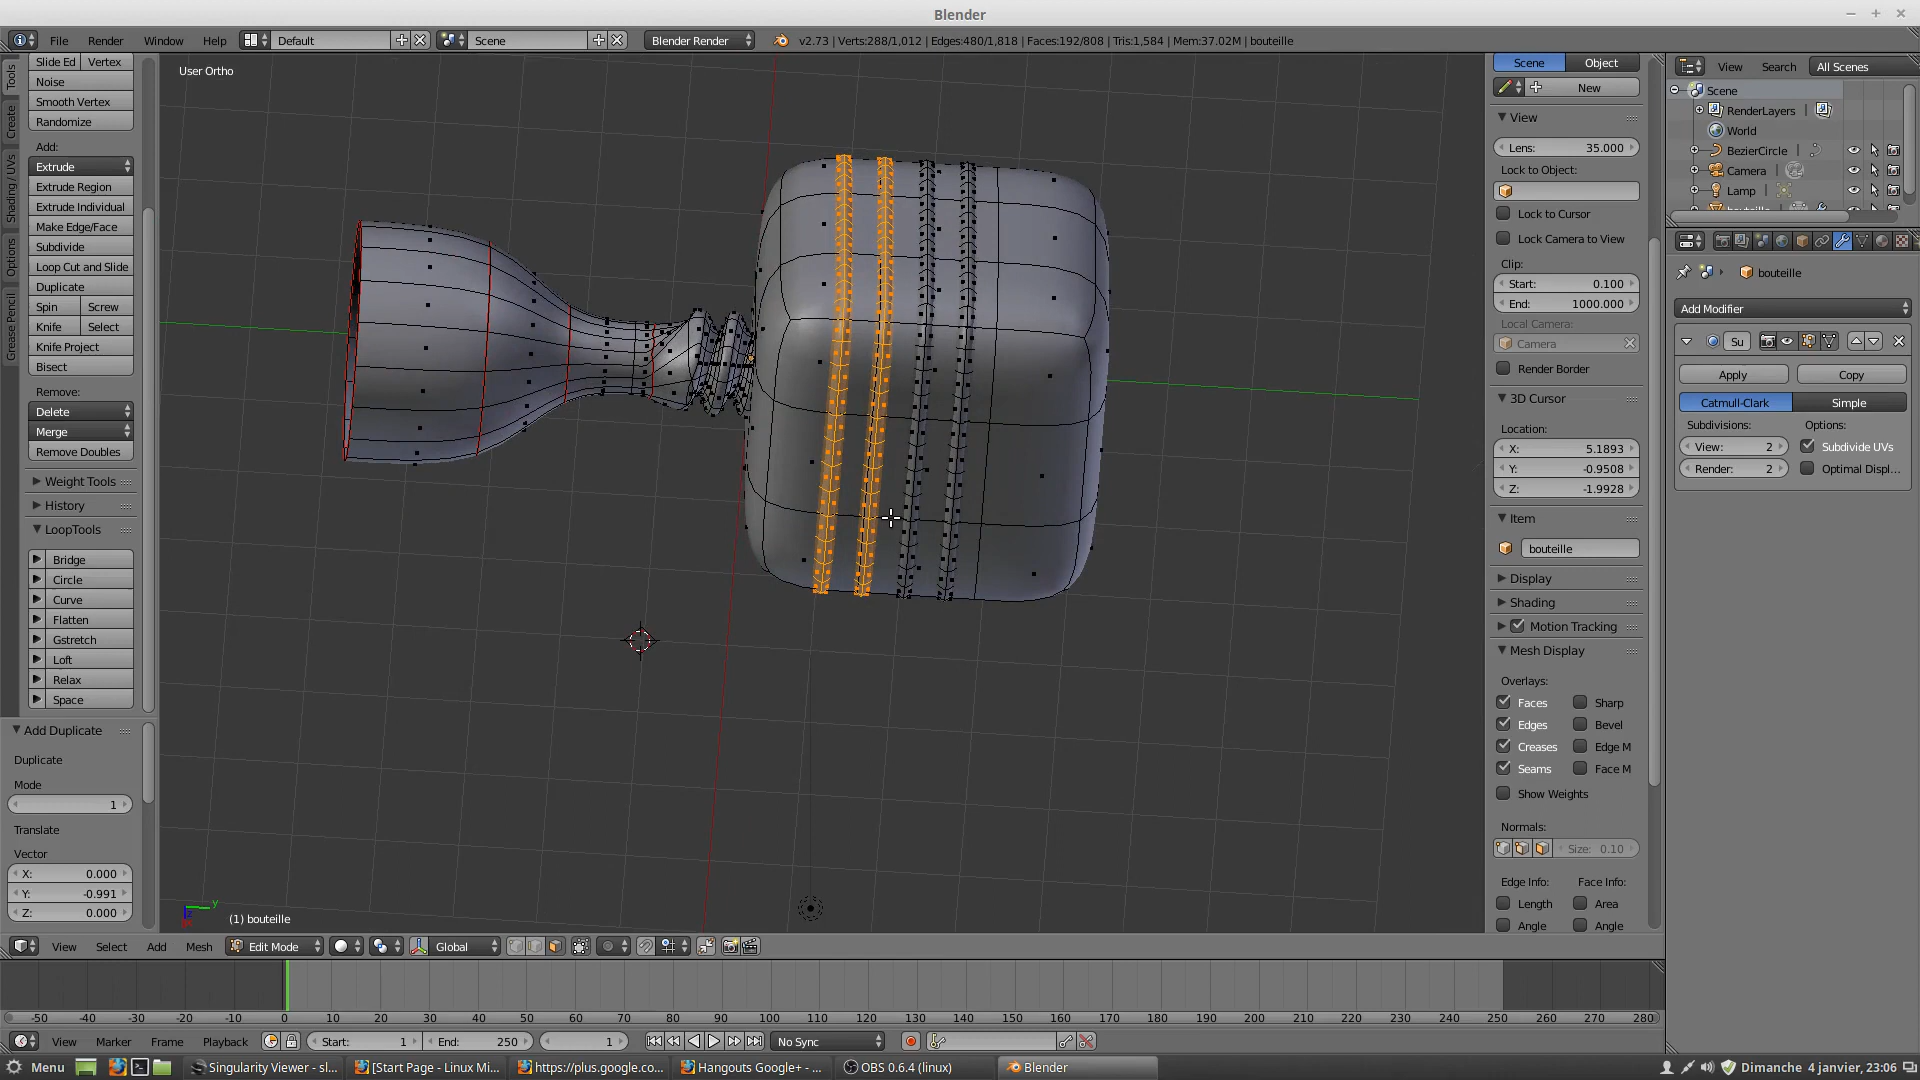 Blender
File Render Window Help Default Scene Blender Render v2.73 | Verts:288/1,012 | Edges:480/1,818 | Faces:192/808 | Tris:1,584 | Mem:37.02M | bouteille
Tools
Create
Shading / UVs
Options
Grease Pencil
Slide Ed Vertex
Noise
Smooth Vertex
Randomize
Add:
Extrude
Extrude Region
Extrude Individual
Make Edge/Face
Subdivide
Loop Cut and Slide
Duplicate
Spin Screw
Knife Select
Knife Project
Bisect
Remove:
Delete
Merge
Remove Doubles
Weight Tools
History
LoopTools
Bridge
Circle
Curve
Flatten
Gstretch
Loft
Relax
Space
Add Duplicate
Duplicate
Mode
1
Translate
Vector
X: 0.000
Y: -0.991
Z: 0.000
User Ortho
y
(1) bouteille
Scene Object
New
View
Lens: 35.000
Lock to Object:
Lock to Cursor
Lock Camera to View
Clip:
Start: 0.100
End: 1000.000
Local Camera:
Camera
Render Border
3D Cursor
Location:
X: 5.1893
Y: -0.9508
Z: -1.9928
Item
bouteille
Display
Shading
Motion Tracking
Mesh Display
Overlays:
Faces Sharp
Edges Bevel
Creases Edge M
Seams Face M
Show Weights
Normals:
Size: 0.10
Edge Info: Face Info:
Length Area
Angle Angle
View Search All Scenes
Scene
RenderLayers
World
BezierCircle
Camera
Lamp
bouteille
Add Modifier
Su
Apply Copy
Catmull-Clark Simple
Subdivisions: Options:
View: 2 Subdivide UVs
Render: 2 Optimal Displ...
View Select Add Mesh Edit Mode Global
-50 -40 -30 -20 -10 0 10 20 30 40 50 60 70 80 90 100 110 120 130 140 150 160 170 180 190 200 210 220 230 240 250 260 270 280
View Marker Frame Playback Start: 1 End: 250 1 No Sync
Menu Singularity Viewer - sl... [Start Page - Linux Mi... https://plus.google.co... Hangouts Google+ - ... OBS 0.6.4 (linux) Blender Dimanche 4 janvier, 23:06